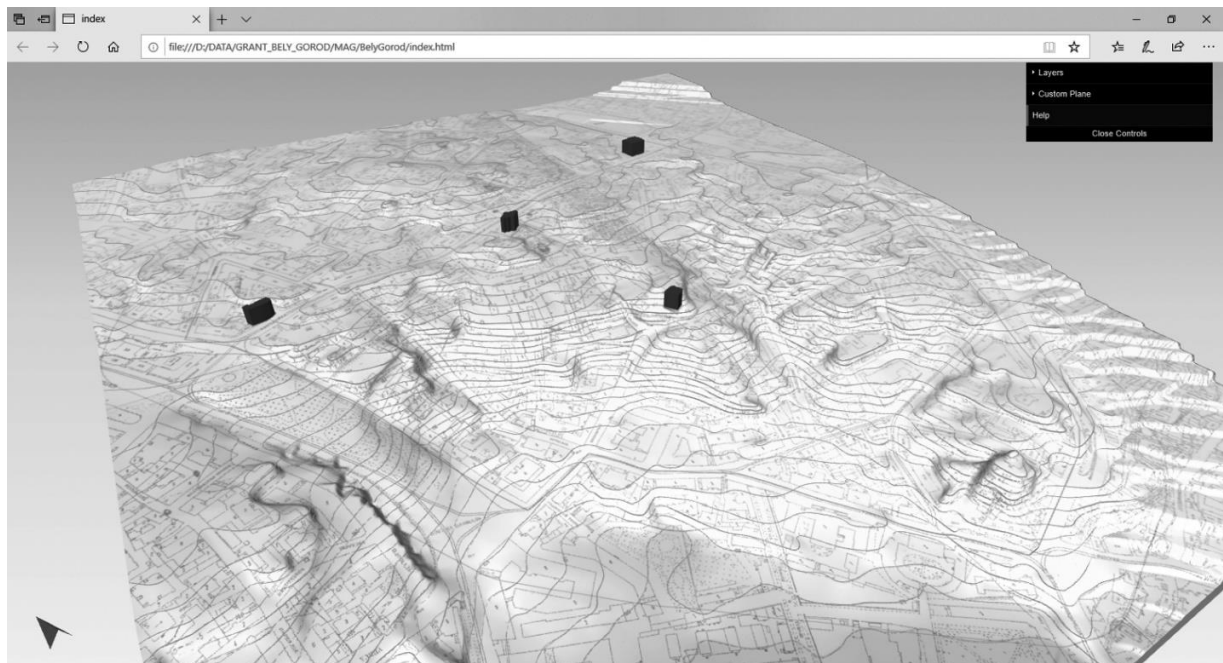 index
file:///D:/DATA/GRANT_BELY_GOROD/MAG/BelyGorod/index.html
Layers
Custom Plane
Help
Close Controls